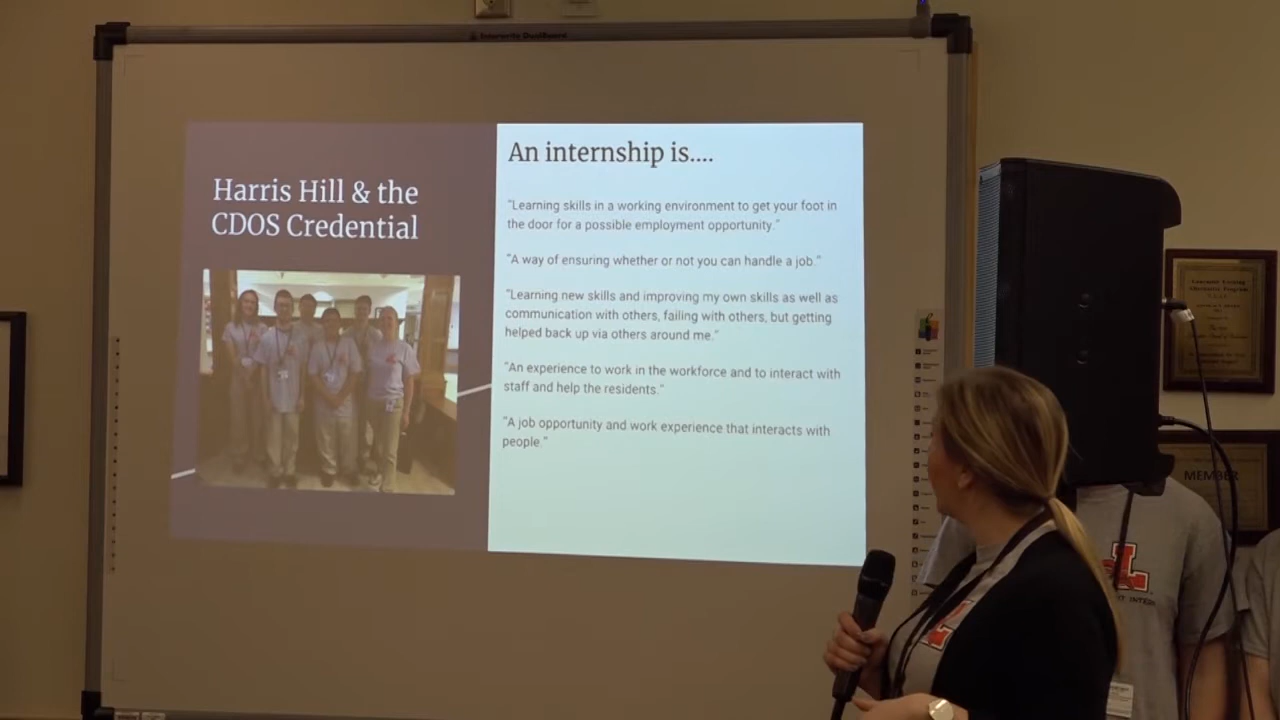 Interwrite DualBoard
Harris Hill & the
CDOS Credential
An internship is....
"Learning skills in a working environment to get your foot in
the door for a possible employment opportunity."
"A way of ensuring whether or not you can handle a job."
"Learning new skills and improving my own skills as well as
communication with others, failing with others, but getting
helped back up via others around me."
"An experience to work in the workforce and to interact with
staff and help the residents."
"A job opportunity and work experience that interacts with
people."
MEMBER
L